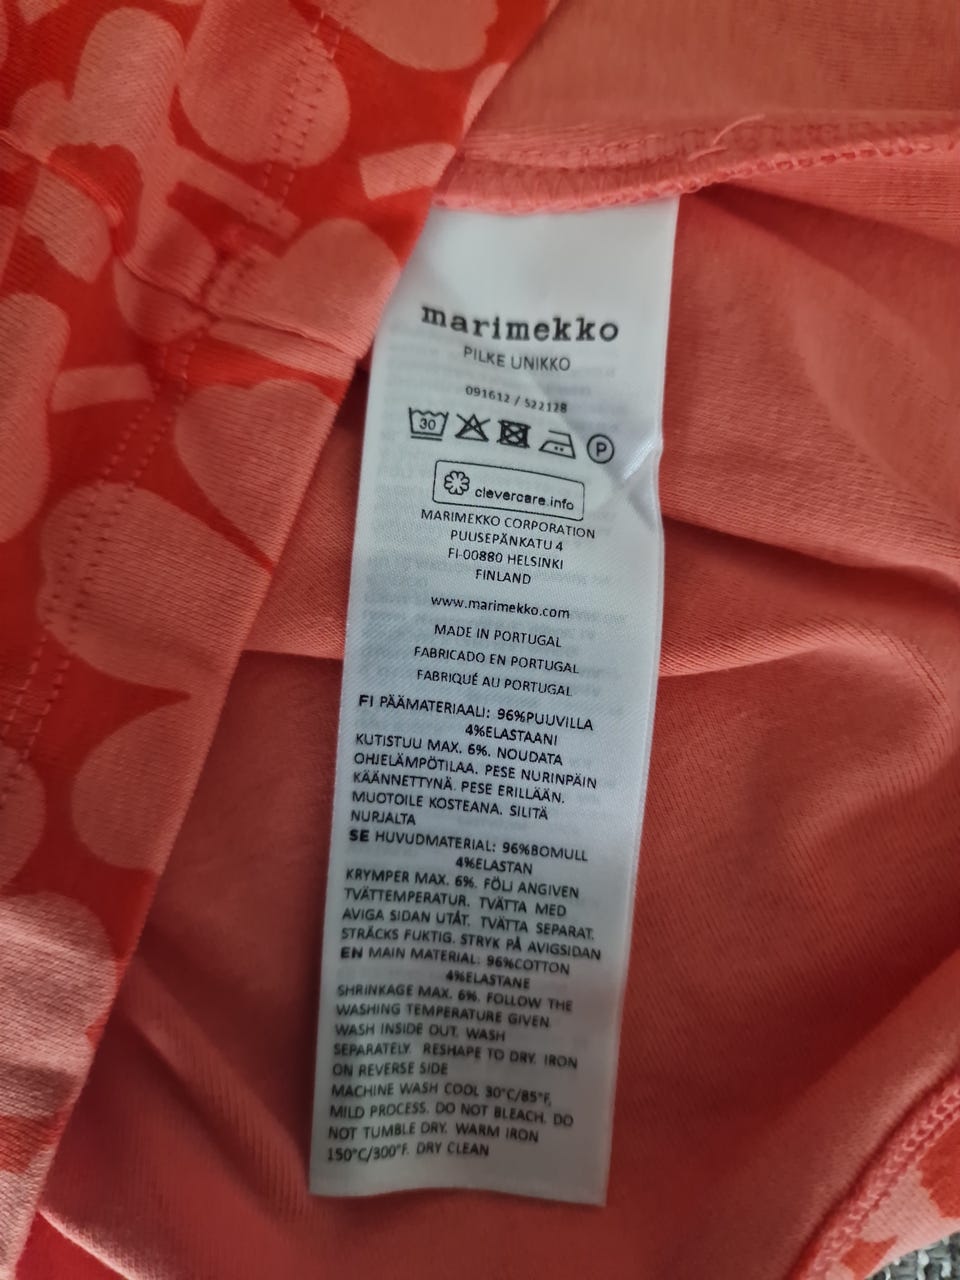 marimekko
PILKE UNIKKO
091612 / 522128
30 P
clevercare.info
MARIMEKKO CORPORATION
PUUSEPÄNKATU 4
FI-00880 HELSINKI
FINLAND
www.marimekko.com
MADE IN PORTUGAL
FABRICADO EN PORTUGAL
FABRIQUÉ AU PORTUGAL
FI PÄÄMATERIAALI: 96%PUUVILLA
4%ELASTAANI
KUTISTUU MAX. 6%. NOUDATA
OHJELÄMPÖTILAA. PESE NURINPÄIN
KÄÄNNETTYNÄ. PESE ERILLÄÄN.
MUOTOILE KOSTEANA. SILITÄ
NURJALTA
SE HUVUDMATERIAL: 96%BOMULL
4%ELASTAN
KRYMPER MAX. 6%. FÖLJ ANGIVEN
TVÄTTEMPERATUR. TVÄTTA MED
AVIGA SIDAN UTÅT. TVÄTTA SEPARAT.
STRÄCKS FUKTIG. STRYK PÅ AVIGSIDAN
EN MAIN MATERIAL: 96%COTTON
4%ELASTANE
SHRINKAGE MAX. 6%. FOLLOW THE
WASHING TEMPERATURE GIVEN.
WASH INSIDE OUT. WASH
SEPARATELY. RESHAPE TO DRY. IRON
ON REVERSE SIDE
MACHINE WASH COOL 30°C/85°F,
MILD PROCESS. DO NOT BLEACH. DO
NOT TUMBLE DRY. WARM IRON
150°C/300°F. DRY CLEAN